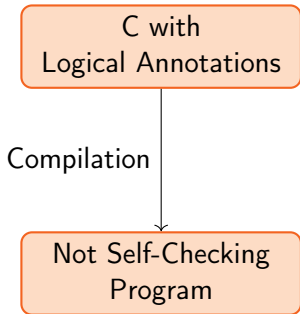 C with
Logical Annotations
Compilation
Not Self-Checking
Program